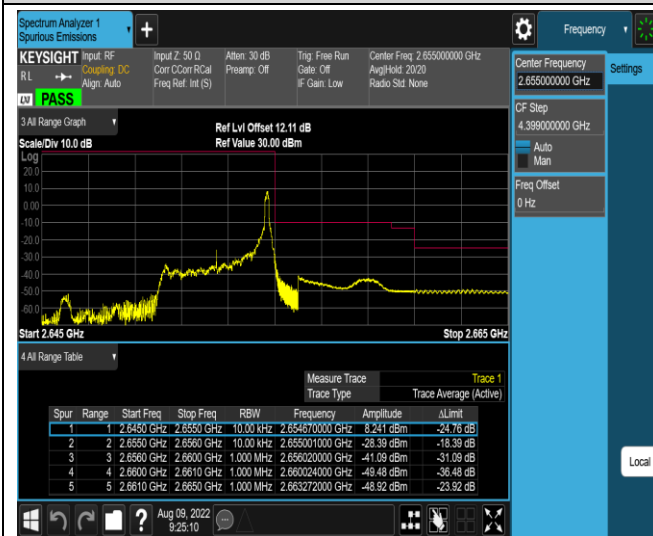 Spectrum Analyzer 1
Spurious Emissions
Frequency
KEYSIGHT
RL
Input: RF
Coupling: DC
Align: Auto
Input Z: 50 Ω
Corr CCorr RCal
Freq Ref: Int (S)
Atten: 30 dB
Preamp: Off
Trig: Free Run
Gate: Off
IF Gain: Low
Center Freq: 2.655000000 GHz
Avg|Hold: 20/20
Radio Std: None
LXI PASS
Center Frequency
2.655000000 GHz
Settings
CF Step
4.399000000 GHz
Auto
Man
Freq Offset
0 Hz
3 All Range Graph
Scale/Div 10.0 dB
Ref Lvl Offset 12.11 dB
Ref Value 30.00 dBm
Log
20.0
10.0
0.00
-10.0
-20.0
-30.0
-40.0
-50.0
-60.0
Start 2.645 GHz
Stop 2.665 GHz
4 All Range Table
Measure Trace Trace 1
Trace Type Trace Average (Active)
Spur Range Start Freq Stop Freq RBW Frequency Amplitude ΔLimit
1 1 2.6450 GHz 2.6550 GHz 10.00 kHz 2.654670000 GHz 8.241 dBm -24.76 dB
2 2 2.6550 GHz 2.6560 GHz 10.00 kHz 2.655001000 GHz -28.39 dBm -18.39 dB
3 3 2.6560 GHz 2.6600 GHz 1.000 MHz 2.656020000 GHz -41.09 dBm -31.09 dB
4 4 2.6600 GHz 2.6610 GHz 1.000 MHz 2.660024000 GHz -49.48 dBm -36.48 dB
5 5 2.6610 GHz 2.6650 GHz 1.000 MHz 2.663272000 GHz -48.92 dBm -23.92 dB
Local
Aug 09, 2022
9:25:10